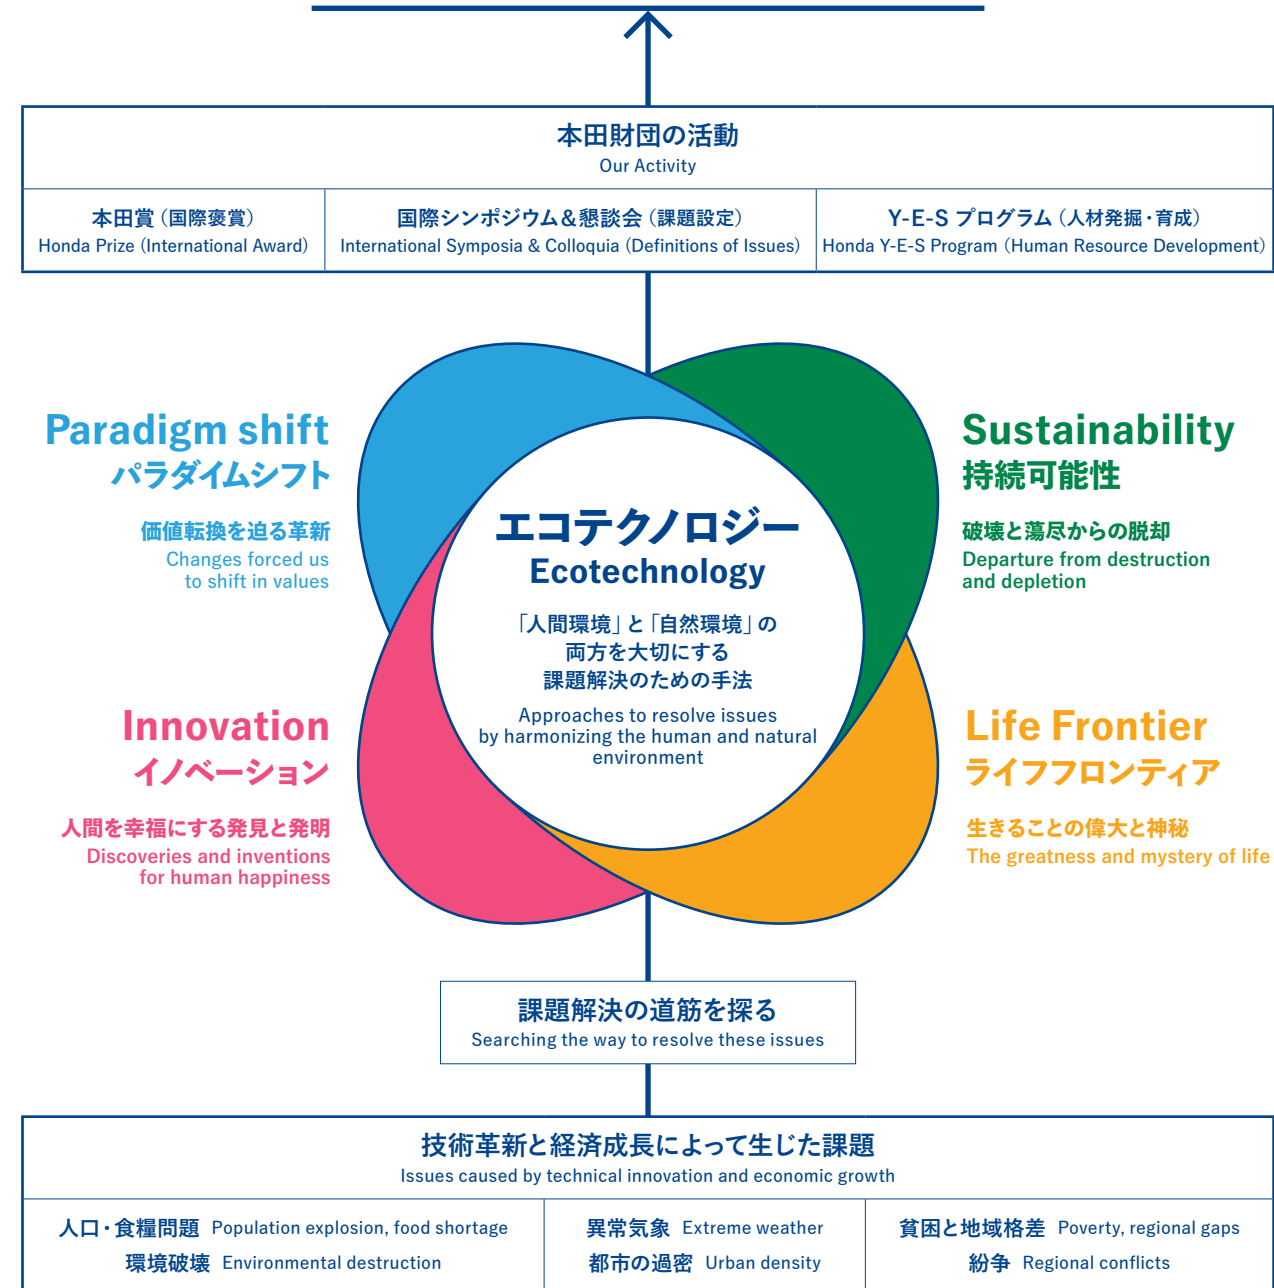 本田財団の活動
Our Activity
本田賞（国際褒賞）
Honda Prize (International Award)
国際シンポジウム＆懇談会（課題設定）
International Symposia & Colloquia (Definitions of Issues)
Y-E-S プログラム（人材発掘・育成）
Honda Y-E-S Program (Human Resource Development)
Paradigm shift
パラダイムシフト
価値転換を迫る革新
Changes forced us
to shift in values
Sustainability
持続可能性
破壊と蕩尽からの脱却
Departure from destruction
and depletion
エコテクノロジー
Ecotechnology
「人間環境」と「自然環境」の
両方を大切にする
課題解決のための手法
Approaches to resolve issues
by harmonizing the human and natural
environment
Innovation
イノベーション
人間を幸福にする発見と発明
Discoveries and inventions
for human happiness
Life Frontier
ライフフロンティア
生きることの偉大と神秘
The greatness and mystery of life
課題解決の道筋を探る
Searching the way to resolve these issues
技術革新と経済成長によって生じた課題
Issues caused by technical innovation and economic growth
人口・食糧問題 Population explosion, food shortage
環境破壊 Environmental destruction
異常気象 Extreme weather
都市の過密 Urban density
貧困と地域格差 Poverty, regional gaps
紛争 Regional conflicts